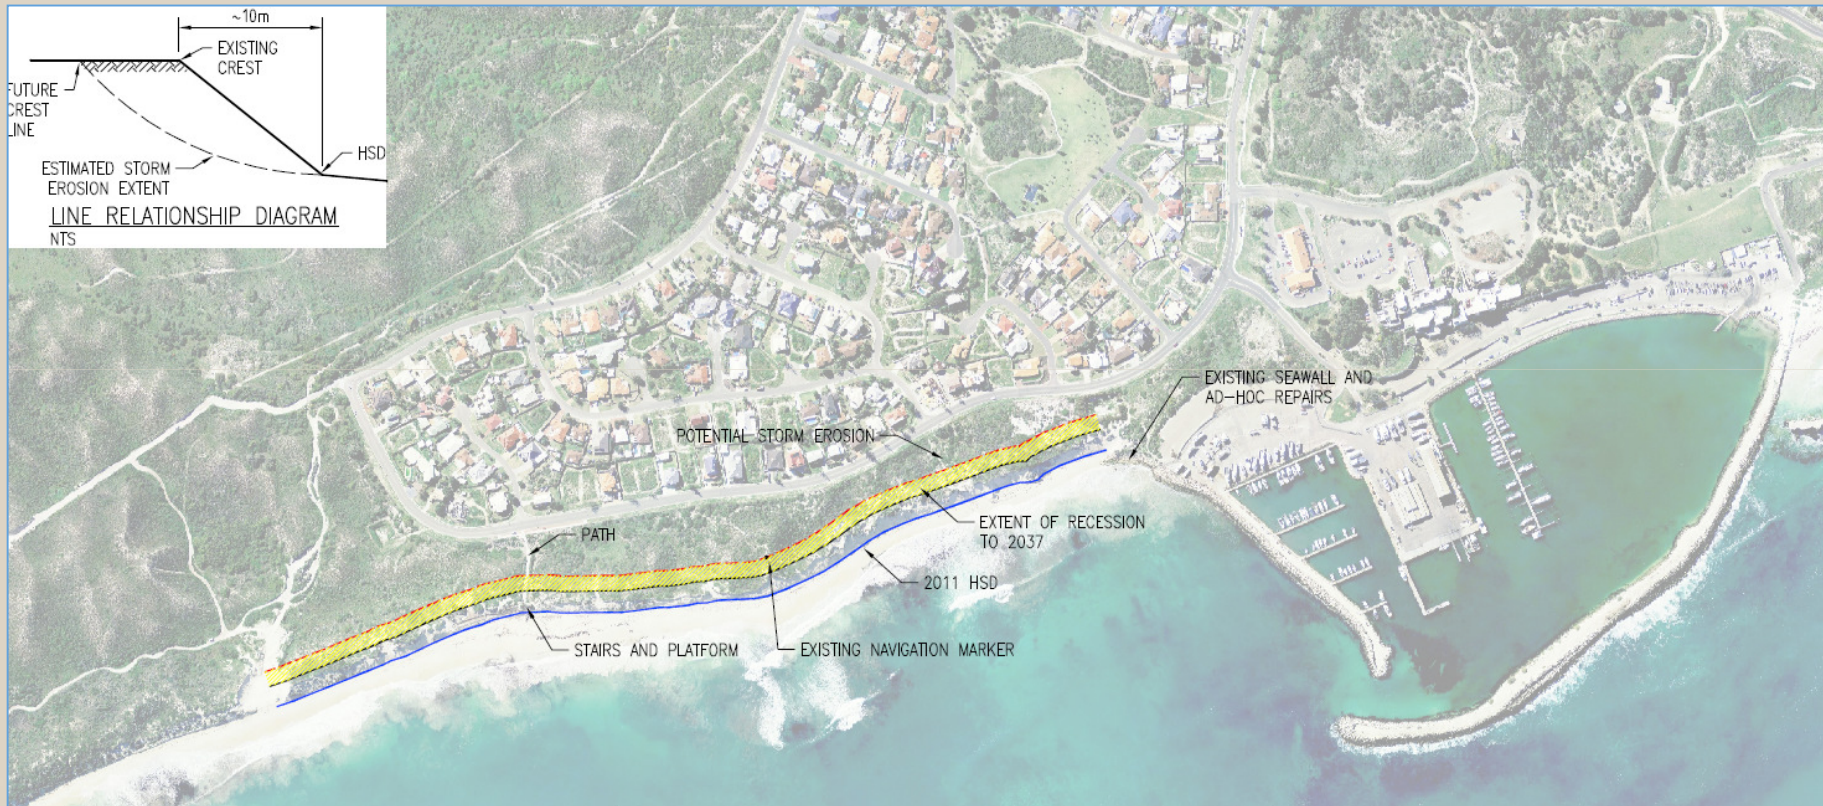 ~10m
EXISTING
CREST
FUTURE
CREST
LINE
HSD
ESTIMATED STORM
EROSION EXTENT
LINE RELATIONSHIP DIAGRAM
NTS
EXISTING SEAWALL AND
AD-HOC REPAIRS
POTENTIAL STORM EROSION
EXTENT OF RECESSION
TO 2037
PATH
2011 HSD
STAIRS AND PLATFORM
EXISTING NAVIGATION MARKER